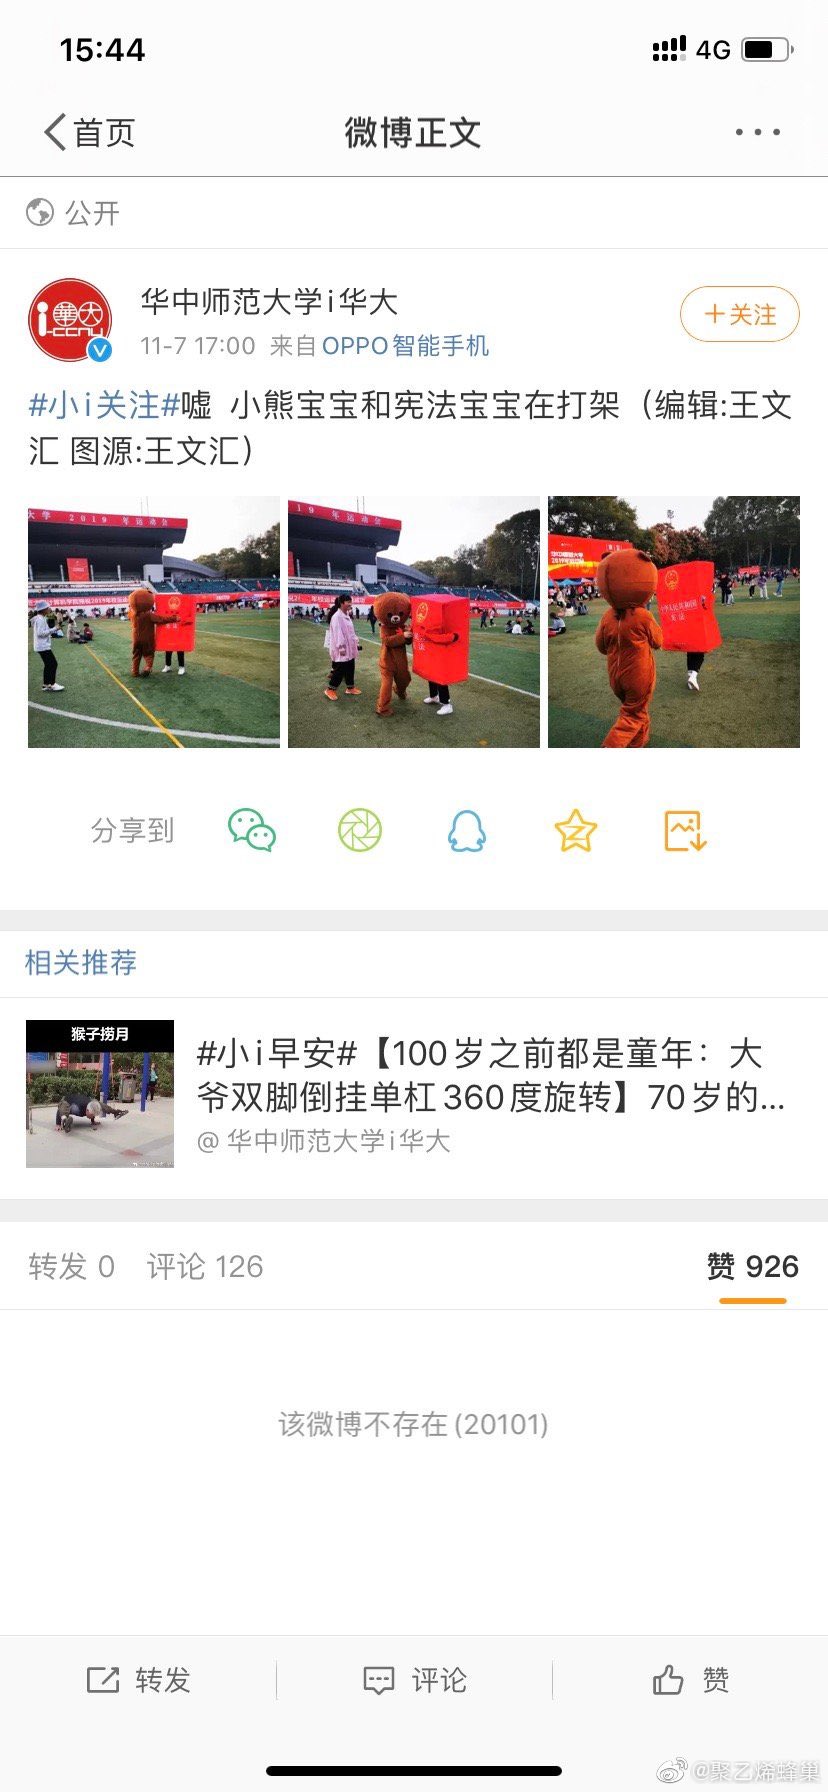 15:44
4G
首页
微博正文
公开
华中师范大学i华大
+关注
11-7 17:00 来自OPPO智能手机
#小i关注#嘘 小熊宝宝和宪法宝宝在打架（编辑:王文
汇 图源:王文汇）
分享到
相关推荐
猴子捞月
#小i早安#【100岁之前都是童年：大
爷双脚倒挂单杠360度旋转】70岁的...
@ 华中师范大学i华大
转发 0 评论 126
赞 926
该微博不存在(20101)
转发
评论
赞
@聚乙烯蜂巢